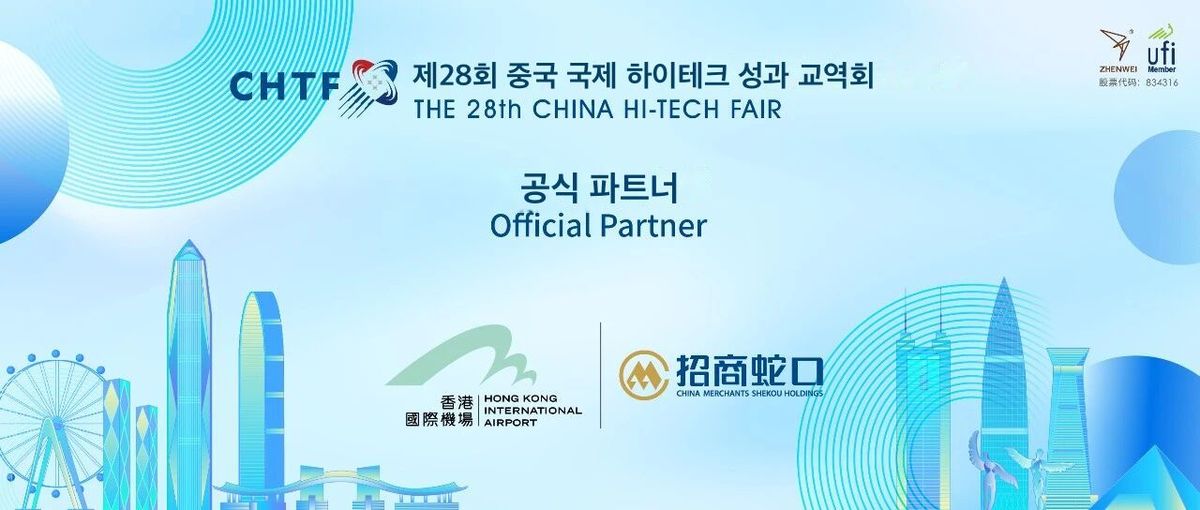 CHTF
제28회 중국 국제 하이테크 성과 교역회
THE 28th CHINA HI-TECH FAIR
ZHENWEI
ufi
Member
股票代码：834316
공식 파트너
Official Partner
香港
國際機場
HONG KONG
INTERNATIONAL
AIRPORT
招商蛇口
CHINA MERCHANTS SHEKOU HOLDINGS